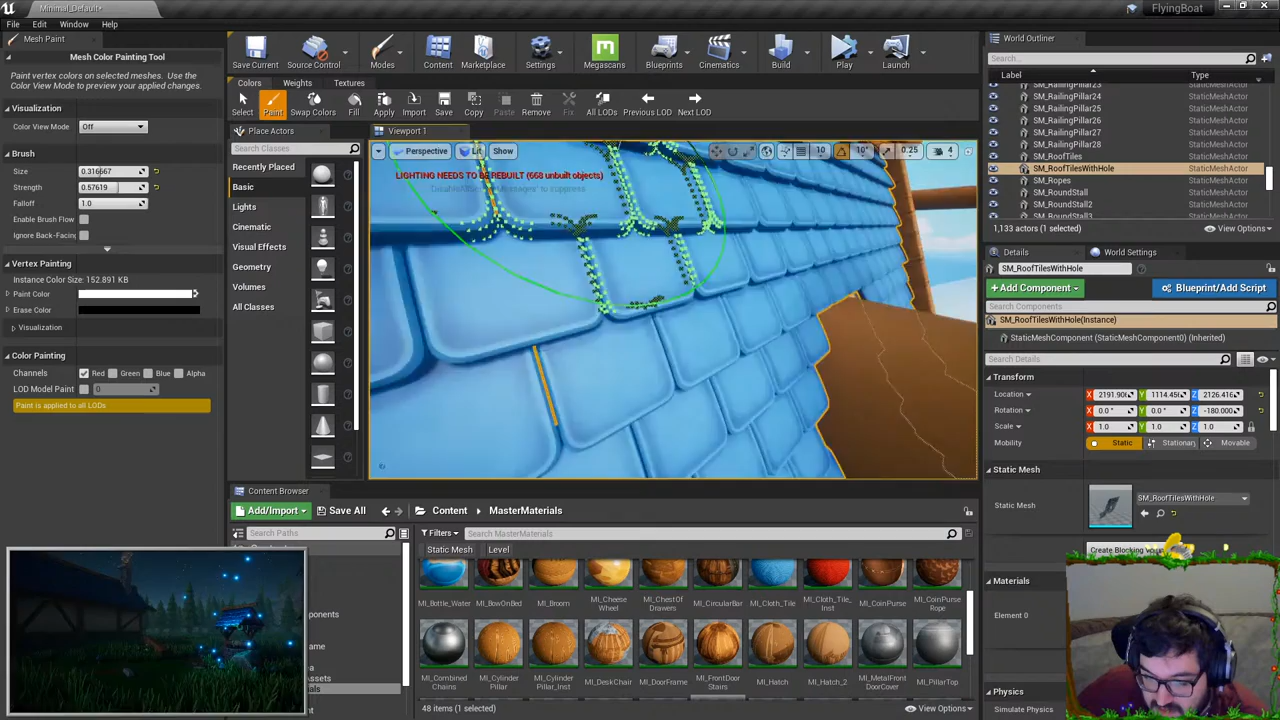 Minimal_Default*
FlyingBoat
File Edit Window Help
Mesh Paint
Mesh Color Painting Tool
Paint vertex colors on selected meshes. Use the
Color View Mode to preview your applied changes.
Visualization
Color View Mode Off
Brush
Size 0.316667
Strength 0.57619
Falloff 1.0
Enable Brush Flow
Ignore Back-Facing
Vertex Painting
Instance Color Size: 152.891 KB
Paint Color
Erase Color
Visualization
Color Painting
Channels Red Green Blue Alpha
LOD Model Paint 0
Paint is applied to all LODs
Save Current Source Control Modes Content Marketplace Settings Megascans Blueprints Cinematics Build Play Launch
Colors Weights Textures
Select Paint Swap Colors Fill Apply Import Save Copy Paste Remove Fix All LODs Previous LOD Next LOD
Place Actors
Search Classes
Recently Placed
Basic
Lights
Cinematic
Visual Effects
Geometry
Volumes
All Classes
Viewport 1
Perspective Lit Show
10 10° 0.25 4
LIGHTING NEEDS TO BE REBUILT (668 unbuilt objects)
to suppress
Content Browser
Add/Import Save All Content MasterMaterials
Search Paths
Filters Search MasterMaterials
Static Mesh Level
MI_Bottle_Water MI_BowOnBed MI_Broom MI_Cheese Wheel MI_ChestOf Drawers MI_CircularBar MI_Cloth_Tile MI_Cloth_Tile_Inst MI_CoinPurse MI_CoinPurse Rope
MI_Combined Chains MI_Cylinder Pillar MI_Cylinder Pillar_Inst MI_DeskChair MI_DoorFrame MI_FrontDoor Stairs MI_Hatch MI_Hatch_2 MI_MetalFront DoorCover MI_PillarTop
48 items (1 selected)
View Options
World Outliner
Search...
Label Type
SM_RailingPillar23 StaticMeshActor
SM_RailingPillar24 StaticMeshActor
SM_RailingPillar25 StaticMeshActor
SM_RailingPillar26 StaticMeshActor
SM_RailingPillar27 StaticMeshActor
SM_RailingPillar28 StaticMeshActor
SM_RoofTiles StaticMeshActor
SM_RoofTilesWithHole StaticMeshActor
SM_Ropes StaticMeshActor
SM_RoundStall StaticMeshActor
SM_RoundStall2 StaticMeshActor
SM_RoundStall3 StaticMeshActor
1,133 actors (1 selected) View Options
Details World Settings
SM_RoofTilesWithHole
Add Component Blueprint/Add Script
Search Components
SM_RoofTilesWithHole(Instance)
StaticMeshComponent (StaticMeshComponent0) (Inherited)
Search Details
Transform
Location X 2191.90 Y 1114.45 Z 2126.416
Rotation X 0.0 ° Y 0.0 ° Z -180.000
Scale X 1.0 Y 1.0 Z 1.0
Mobility Static Stationary Movable
Static Mesh
Static Mesh SM_RoofTilesWithHole
Create Blocking
Materials
Element 0
Physics
Simulate Physics